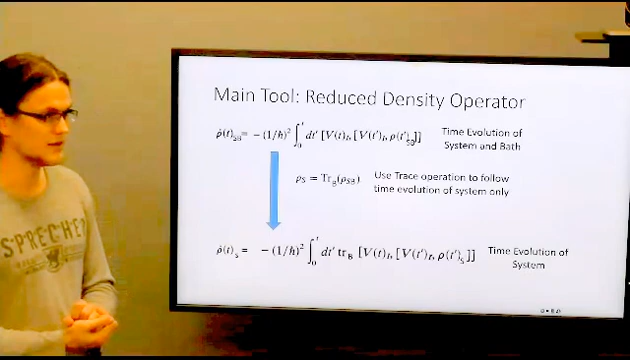 Main Tool: Reduced Density Operator
ρ̇(t)_SB= −(1/ħ)² ∫₀ᵗ dt′ [V(t)_I, [V(t′)_I, ρ(t′)_SB]]
Time Evolution of
System and Bath
ρ_S = Tr_B(ρ_SB)
Use Trace operation to follow
time evolution of system only
ρ̇(t)_S = −(1/ħ)² ∫₀ᵗ dt′ tr_B [V(t)_I, [V(t′)_I, ρ(t′)_S]]
Time Evolution of
System
SPRECHER